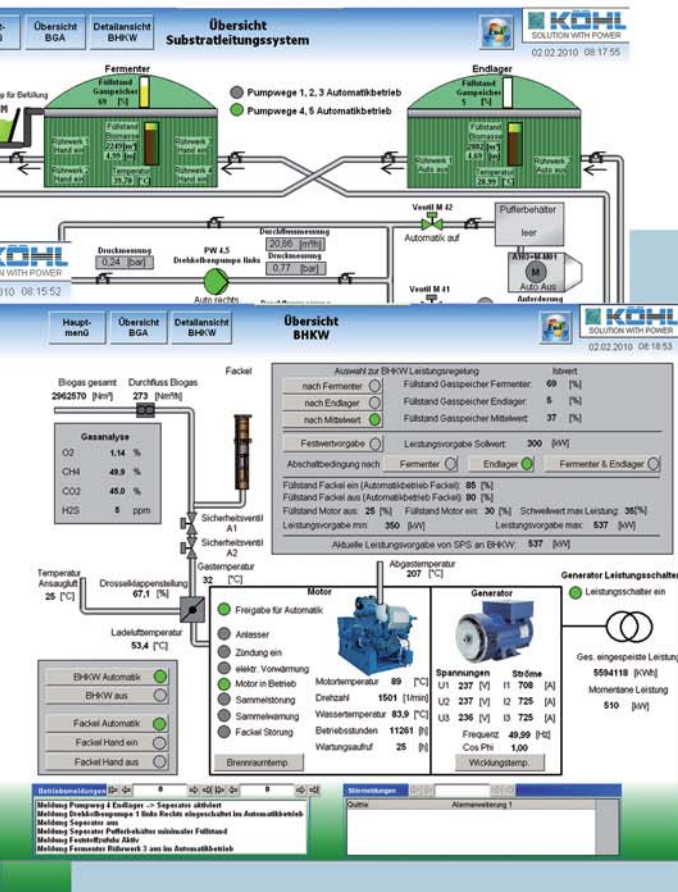 Übersicht
BGA
Detailansicht
BHKW
Übersicht
Substratleitungssystem
KÖHL
SOLUTION WITH POWER
02.02.2010 08:17:55
Fermenter
Endlager
Füllstand
Gasspeicher
69 [%]
Füllstand
Gasspeicher
5 [%]
Pumpwege 1, 2, 3 Automatikbetrieb
Pumpwege 4, 5 Automatikbetrieb
p für Befüllung
M
Rührwerk 1
Hand ein
Füllstand
Biomasse
2249 [m³]
4,99 [m]
Rührwerk 3
Hand ein
Rührwerk 2
Hand ein
Temperatur
39,70 [°C]
Rührwerk 4
Hand ein
Rührwerk 1
Auto aus
Füllstand
Biomasse
2082 [m³]
4,69 [m]
Rührwerk 2
Auto aus
Temperatur
28,99 [°C]
Ventil M 42
Automatik auf
Pufferbehälter
leer
Druckmessung
0,24 [bar]
PW 4,5
Drehkolbenpumpe links
Auto rechts
Durchflussmessung
20,86 [m³/h]
Druckmessung
0,77 [bar]
Ventil M 41
A103+M-M01
M
Auto Aus
Anforderung
KÖHL
N WITH POWER
010 08:15:52
Haupt-
menü
Übersicht
BGA
Detailansicht
BHKW
Übersicht
BHKW
KÖHL
SOLUTION WITH POWER
02.02.2010 08:18:53
Biogas gesamt
2962570 [Nm³]
Durchfluss Biogas
273 [Nm³/h]
Fackel
Gasanalyse
O2 1,14 %
CH4 49,9 %
CO2 45,0 %
H2S 5 ppm
Auswahl zur BHKW Leistungsregelung Istwert
nach Fermenter Füllstand Gasspeicher Fermenter: 69 [%]
nach Endlager Füllstand Gasspeicher Endlager: 5 [%]
nach Mittelwert Füllstand Gasspeicher Mittelwert: 37 [%]
Festwertvorgabe Leistungsvorgabe Sollwert: 300 [kW]
Abschaltbedingung nach Fermenter Endlager Fermenter & Endlager
Füllstand Fackel ein (Automatikbetrieb Fackel): 85 [%]
Füllstand Fackel aus (Automatikbetrieb Fackel): 80 [%]
Füllstand Motor aus: 25 [%] Füllstand Motor ein: 30 [%] Schwellwert max Leistung: 35[%]
Leistungsvorgabe min: 350 [kW] Leistungsvorgabe max: 537 [kW]
Aktuelle Leistungsvorgabe von SPS an BHKW: 537 [kW]
Sicherheitsventil
A1
Sicherheitsventil
A2
Gastemperatur
32 [°C]
Temperatur
Ansaugluft
25 [°C]
Drosselklappenstellung
67,1 [%]
Ladelufttemperatur
53,4 [°C]
Abgastemperatur
207 [°C]
Motor
Freigabe für Automatik
Anlasser
Zündung ein
elektr. Vorwärmung
Motor in Betrieb
Sammelstörung
Sammelwarnung
Fackel Störung
Brennraumtemp.
Motortemperatur 89 [°C]
Drehzahl 1501 [1/min]
Wassertemperatur 83,9 [°C]
Betriebsstunden 11261 [h]
Wartungsaufruf 25 [h]
Generator
Spannungen Ströme
U1 237 [V] I1 708 [A]
U2 237 [V] I2 725 [A]
U3 236 [V] I3 725 [A]
Frequenz 49,99 [Hz]
Cos Phi 1,00
Wicklungstemp.
Generator Leistungsschalter
Leistungsschalter ein
Ges. eingespeiste Leistung
5594118 [KWh]
Momentane Leistung
510 [kW]
BHKW Automatik
BHKW aus
Fackel Automatik
Fackel Hand ein
Fackel Hand aus
Betriebsmeldungen 0 0
Meldung Pumpweg 4 Endlager -> Seperator aktiviert
Meldung Drehkolbenpumpe 1 links Rechts eingeschaltet im Automatikbetrieb
Meldung Seperator aus
Meldung Seperator Pufferbehälter minimaler Füllstand
Meldung Feststoffzufuhr Aktiv
Meldung Fermenter Rührwerk 3 aus im Automatikbetrieb
Störmeldungen
Quittie Alarmerweiterung 1